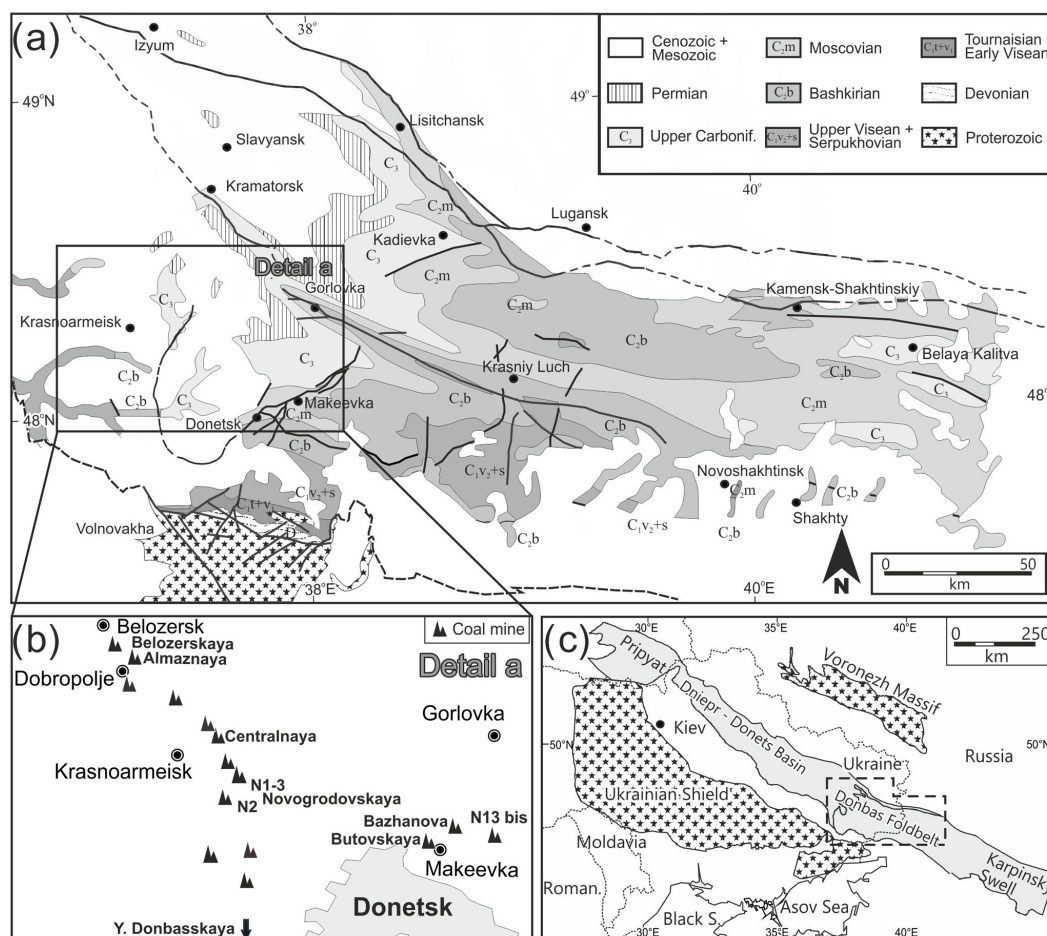 (a)
Izyum
38°
49°N
49°
Slavyansk
Lisitchansk
Kramatorsk
C3
C2m
Lugansk
40°
Kadievka
C3
C2m
Detail a
Gorlovka
C3
Krasnoarmeisk
C2m
Kamensk-Shakhtinskiy
C2b
C3
Belaya Kalitva
C3
Krasniy Luch
C2b
C2b
C3
C2b
Makeevka
C2m
C2b
C2m
C2b
48°N
Donetsk
C2b
C3
C1v2+s
Novoshakhtinsk
C2m
C2b
C1v2+s
Shakhty
C1t+v1
Volnovakha
D
C1v2+s
C2b
C2b
38°E
40°E
N
0 50
km
Cenozoic +
Mesozoic
Permian
C3 Upper Carbonif.
C2m Moscovian
C2b Bashkirian
C1v2+s Upper Visean +
Serpukhovian
C1t+v1 Tournaisian
Early Visean
Devonian
Proterozoic
(b)
Coal mine
Detail a
Belozersk
Belozerskaya
Almaznaya
Dobropolje
Gorlovka
Centralnaya
Krasnoarmeisk
N1-3
Novogrodovskaya
N2
Bazhanova
N13 bis
Butovskaya
Makeevka
Donetsk
Y. Donbasskaya
(c)
30°E
35°E
40°E
0 250
km
Pripyat
Voronezh Massif
Dniepr - Donets Basin
Kiev
50°N
50°N
Russia
Ukraine
Ukrainian Shield
Donbas Foldbelt
Moldavia
Karpinsky
Swell
Roman.
Black S.
Asov Sea
30°E
35°E
40°E